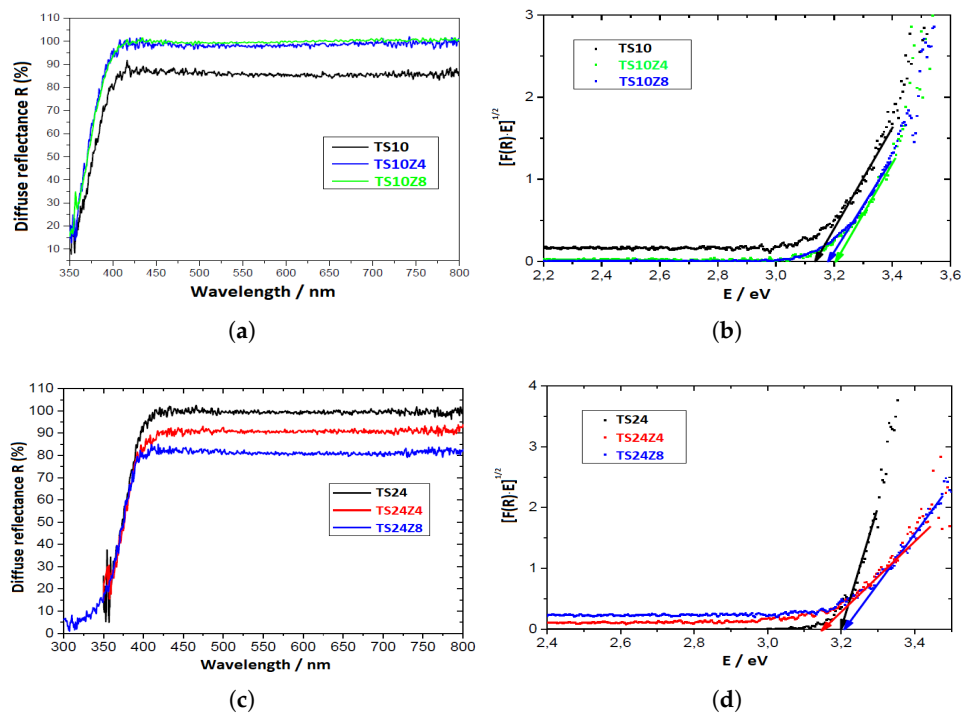 110
100
90
80
70
60
50
40
30
20
10
0
350 400 450 500 550 600 650 700 750 800
Diffuse reflectance R (%)
Wavelength / nm
TS10
TS10Z4
TS10Z8
(a)
3
2
1
0
2,2 2,4 2,6 2,8 3,0 3,2 3,4 3,6
[F(R)·E]^1/2
E / eV
TS10
TS10Z4
TS10Z8
(b)
110
100
90
80
70
60
50
40
30
20
10
0
300 350 400 450 500 550 600 650 700 750 800
Diffuse reflectance R (%)
Wavelength / nm
TS24
TS24Z4
TS24Z8
(c)
4
3
2
1
0
2,4 2,6 2,8 3,0 3,2 3,4
[F(R)·E]^1/2
E / eV
TS24
TS24Z4
TS24Z8
(d)